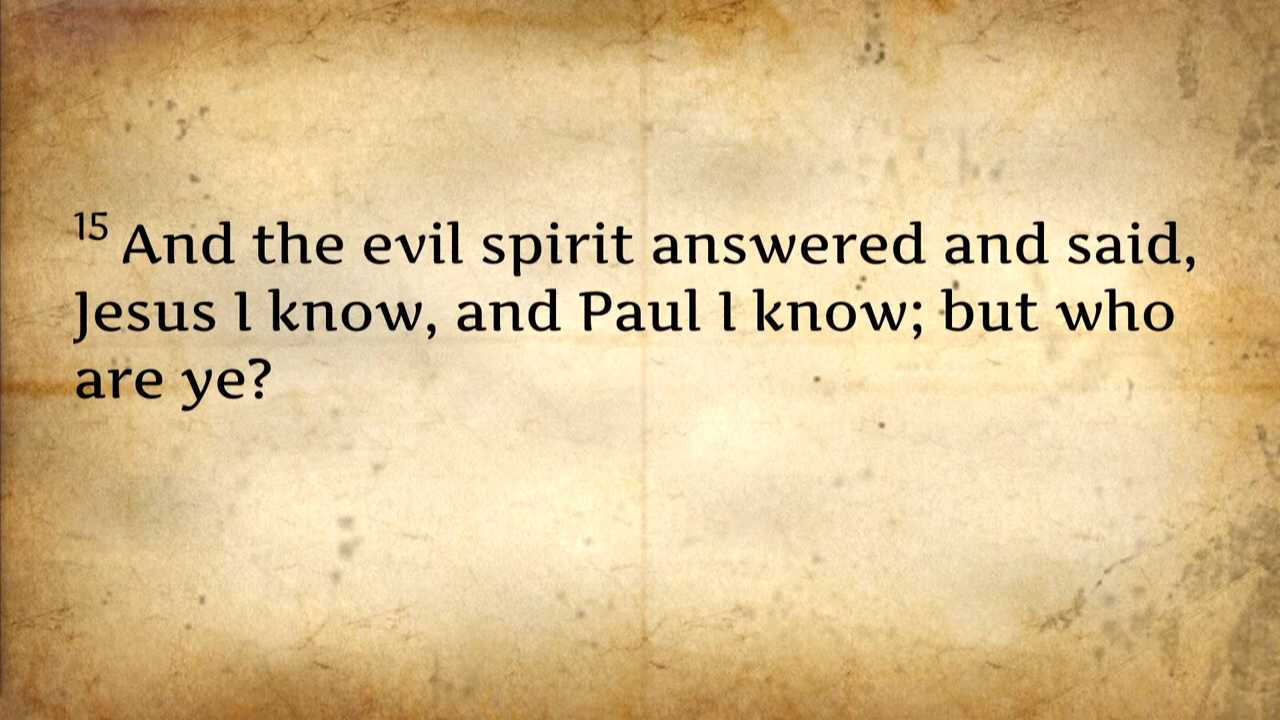 15 And the evil spirit answered and said,
Jesus I know, and Paul I know; but who
are ye?